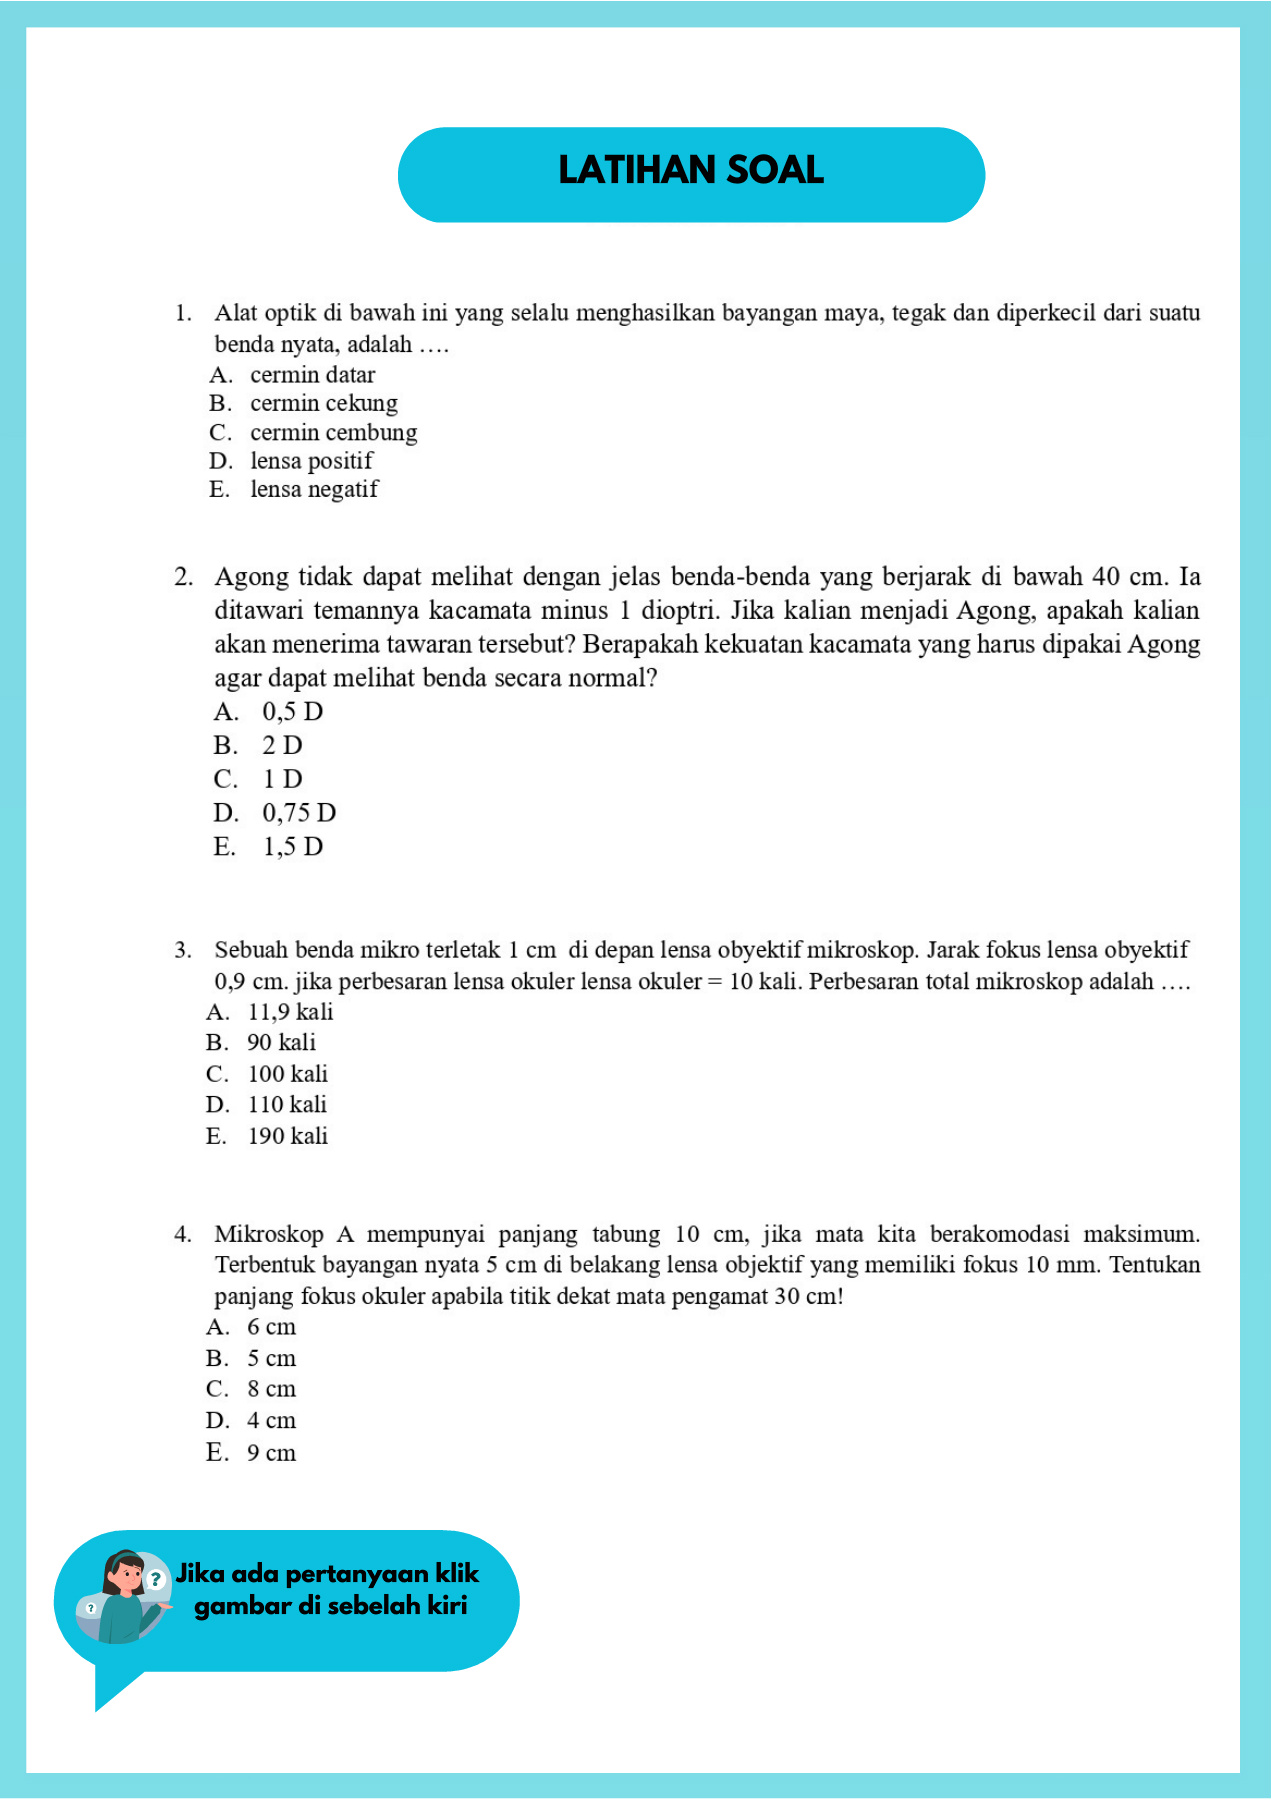 LATIHAN SOAL
1. Alat optik di bawah ini yang selalu menghasilkan bayangan maya, tegak dan diperkecil dari suatu
benda nyata, adalah ….
A. cermin datar
B. cermin cekung
C. cermin cembung
D. lensa positif
E. lensa negatif
2. Agong tidak dapat melihat dengan jelas benda-benda yang berjarak di bawah 40 cm. Ia
ditawari temannya kacamata minus 1 dioptri. Jika kalian menjadi Agong, apakah kalian
akan menerima tawaran tersebut? Berapakah kekuatan kacamata yang harus dipakai Agong
agar dapat melihat benda secara normal?
A. 0,5 D
B. 2 D
C. 1 D
D. 0,75 D
E. 1,5 D
3. Sebuah benda mikro terletak 1 cm di depan lensa obyektif mikroskop. Jarak fokus lensa obyektif
0,9 cm. jika perbesaran lensa okuler lensa okuler = 10 kali. Perbesaran total mikroskop adalah ….
A. 11,9 kali
B. 90 kali
C. 100 kali
D. 110 kali
E. 190 kali
4. Mikroskop A mempunyai panjang tabung 10 cm, jika mata kita berakomodasi maksimum.
Terbentuk bayangan nyata 5 cm di belakang lensa objektif yang memiliki fokus 10 mm. Tentukan
panjang fokus okuler apabila titik dekat mata pengamat 30 cm!
A. 6 cm
B. 5 cm
C. 8 cm
D. 4 cm
E. 9 cm
? ?
Jika ada pertanyaan klik
gambar di sebelah kiri